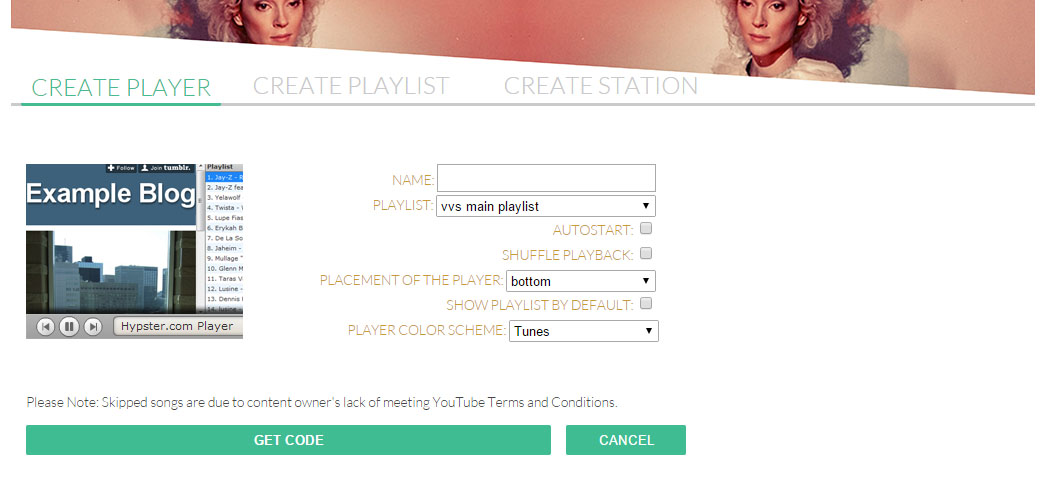 CREATE PLAYER CREATE PLAYLIST CREATE STATION
Follow Join tumblr.
Example Blog
Playlist
1. Jay-Z - R
2. Jay-Z fea
3. Yelawolf
4. Twista -
5. Lupe Fias
6. Erykah B
7. De La So
8. Jaheim -
9. Mullage "
10. Glenn M
11. Taras V
12. Lusine -
13. Dennis
Hypster.com Player
NAME:
PLAYLIST: vvs main playlist
AUTOSTART:
SHUFFLE PLAYBACK:
PLACEMENT OF THE PLAYER: bottom
SHOW PLAYLIST BY DEFAULT:
PLAYER COLOR SCHEME: Tunes
Please Note: Skipped songs are due to content owner's lack of meeting YouTube Terms and Conditions.
GET CODE CANCEL